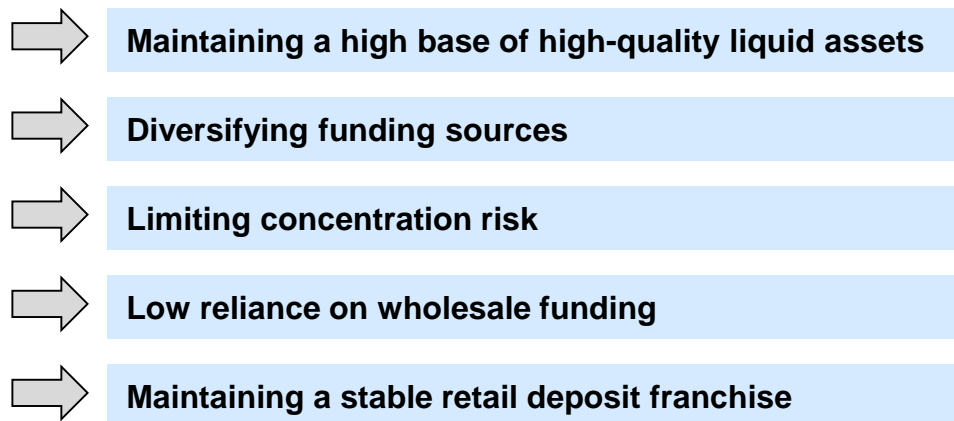 Maintaining a high base of high-quality liquid assets
Diversifying funding sources
Limiting concentration risk
Low reliance on wholesale funding
Maintaining a stable retail deposit franchise